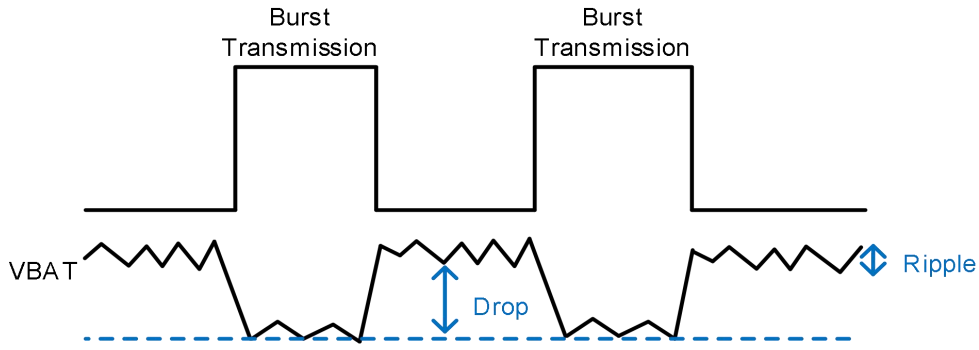 Burst
Transmission
Burst
Transmission
VBAT
Drop
Ripple